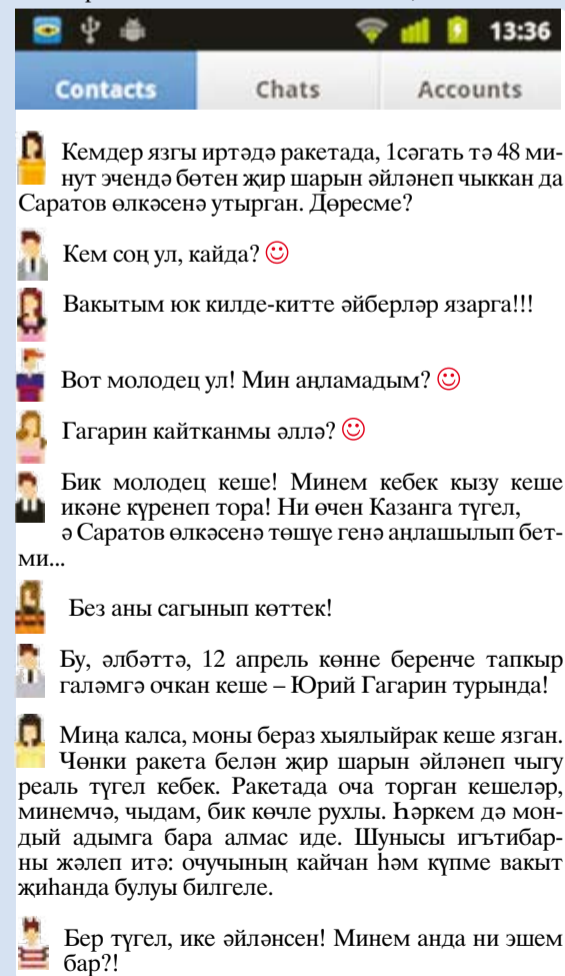 13:36
Contacts Chats Accounts
Кемдер язгы иртәдә ракетада, 1сәгать тә 48 ми-
нут эчендә бөтен җир шарын әйләнеп чыккан да
Саратов өлкәсенә утырган. Дөресме?
Кем соң ул, кайда?
Вакытым юк килде-китте әйберләр язарга!!!
Вот молодец ул! Мин аңламадым?
Гагарин кайтканмы әллә?
Бик молодец кеше! Минем кебек кызу кеше
икәне күренеп тора! Ни өчен Казанга түгел,
ә Саратов өлкәсенә төшүе генә аңлашылып бет-
ми...
Без аны сагынып көттек!
Бу, әлбәттә, 12 апрель көнне беренче тапкыр
галәмгә очкан кеше – Юрий Гагарин турында!
Миңа калса, моны бераз хыялыйрак кеше язган.
Чөнки ракета белән җир шарын әйләнеп чыгу
реаль түгел кебек. Ракетада оча торган кешеләр,
минемчә, чыдам, бик көчле рухлы. Һәркем дә мон-
дый адымга бара алмас иде. Шунысы игътибар-
ны җәлеп итә: очучының кайчан һәм күпме вакыт
җиһанда булуы билгеле.
Бер түгел, ике әйләнсен! Минем анда ни эшем
бар?!